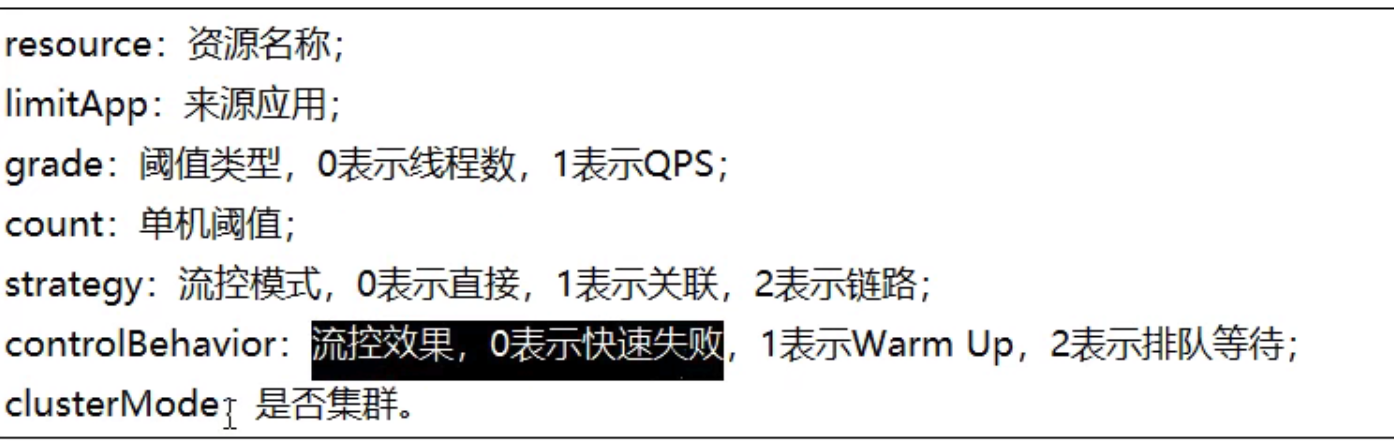 resource：资源名称；
limitApp：来源应用；
grade：阈值类型，0表示线程数，1表示QPS；
count：单机阈值；
strategy：流控模式，0表示直接，1表示关联，2表示链路；
controlBehavior：流控效果，0表示快速失败，1表示Warm Up，2表示排队等待；
clusterMode：是否集群。